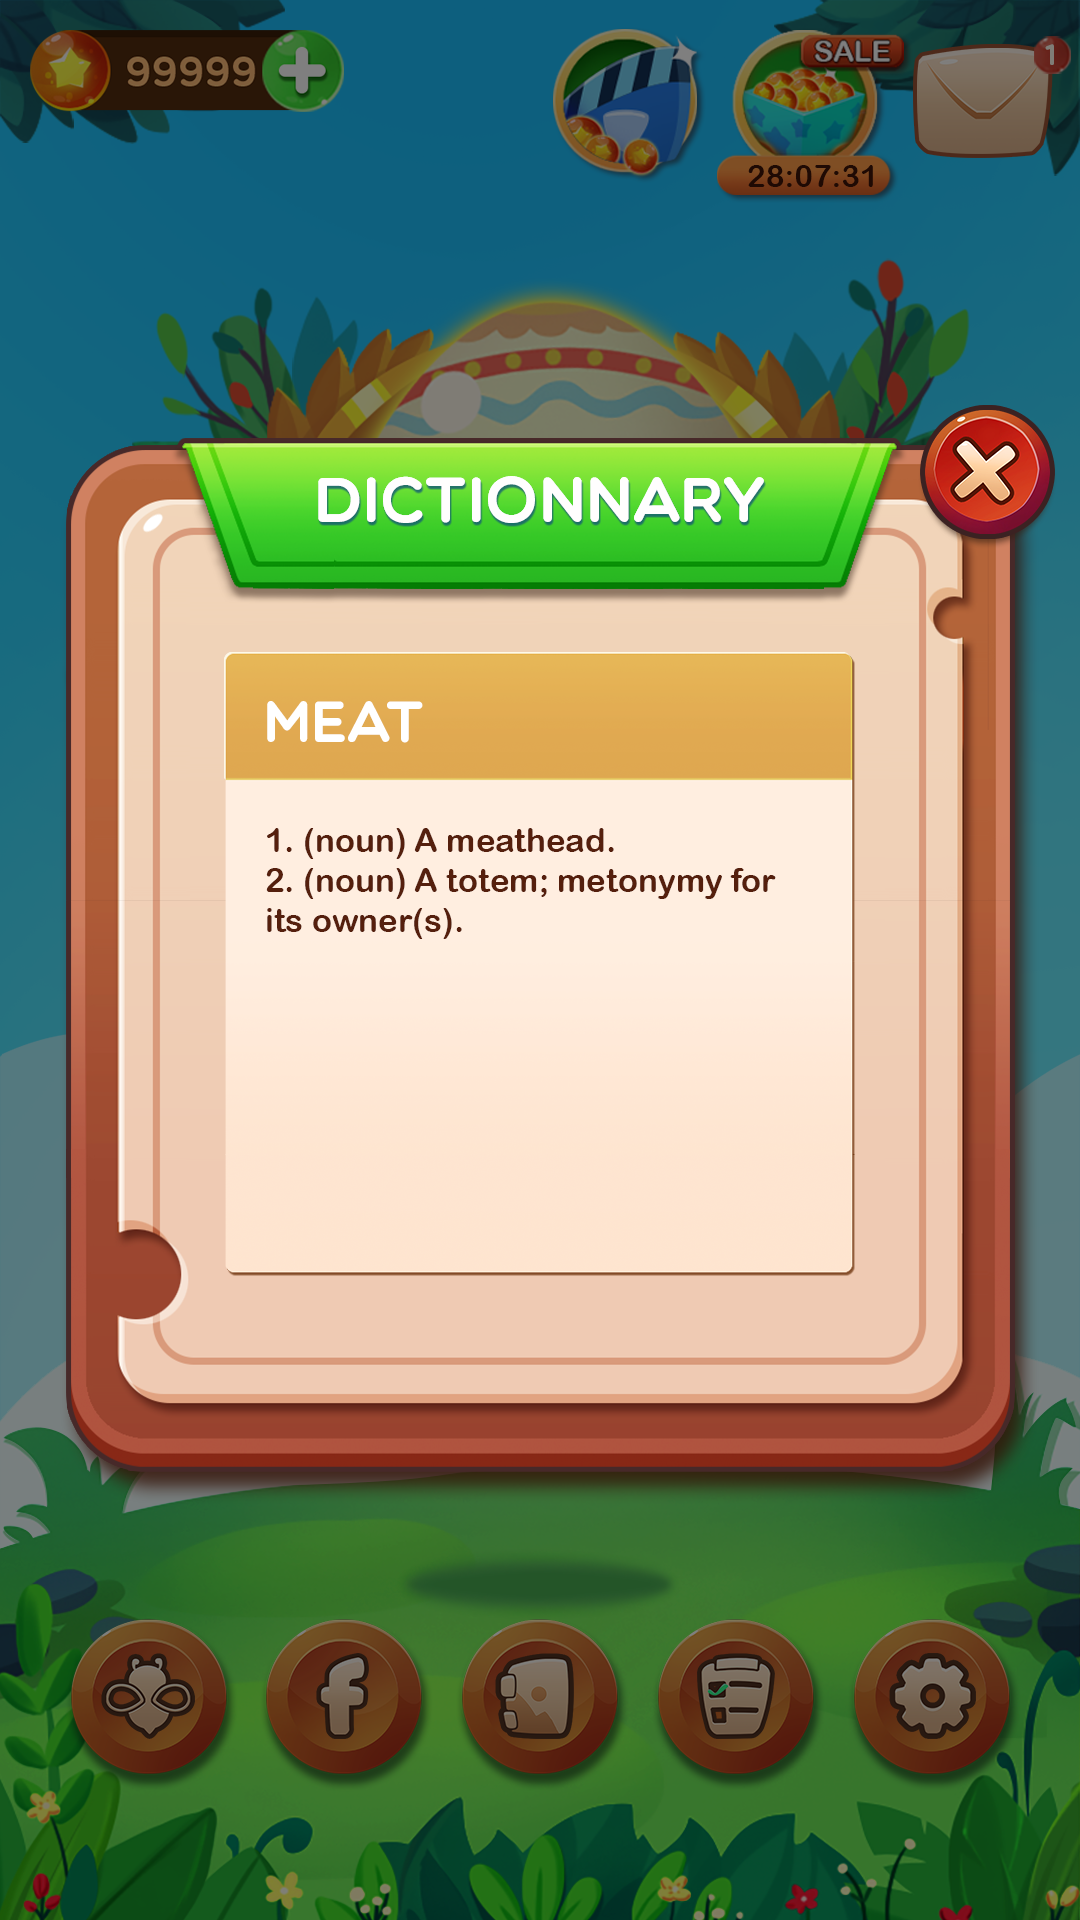 99999
SALE
1
28:07:31
DICTIONNARY
MEAT
1. (noun) A meathead.
2. (noun) A totem; metonymy for
its owner(s).